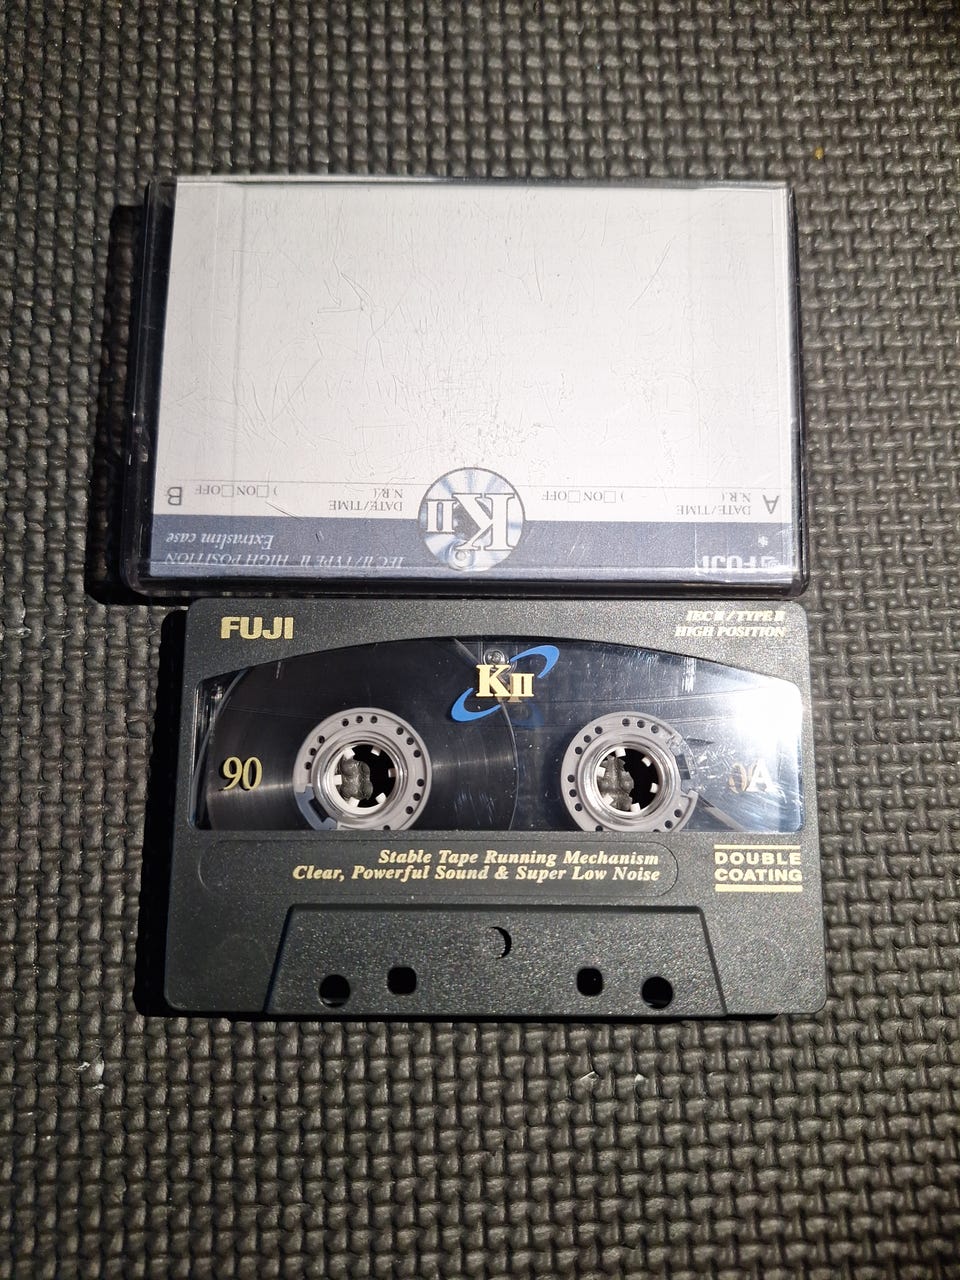 A
DATE/TIME
N.R.( ) □ON□OFF
DATE/TIME
N.R.( ) □ON□OFF
B
* FUJI
KII
IEC II/TYPE II HIGH POSITION
Extraslim case
FUJI
IEC II/TYPE II
HIGH POSITION
KII
90
A
Stable Tape Running Mechanism
Clear, Powerful Sound & Super Low Noise
DOUBLE
COATING